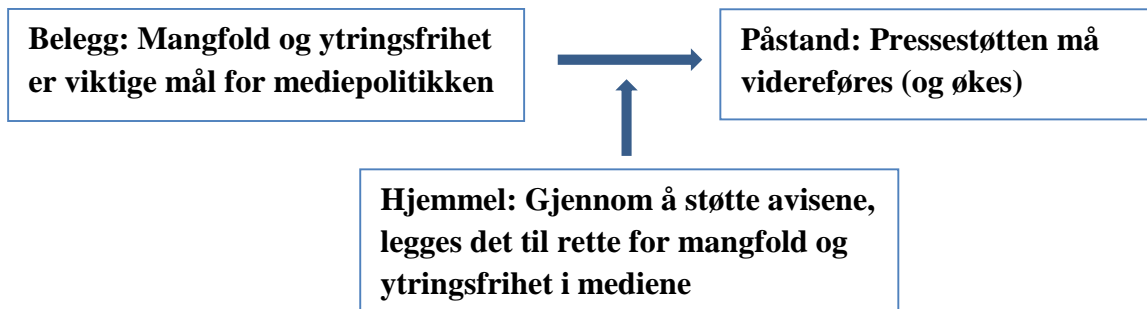 Belegg: Mangfold og ytringsfrihet
er viktige mål for mediepolitikken
Påstand: Pressestøtten må
videreføres (og økes)
Hjemmel: Gjennom å støtte avisene,
legges det til rette for mangfold og
ytringsfrihet i mediene